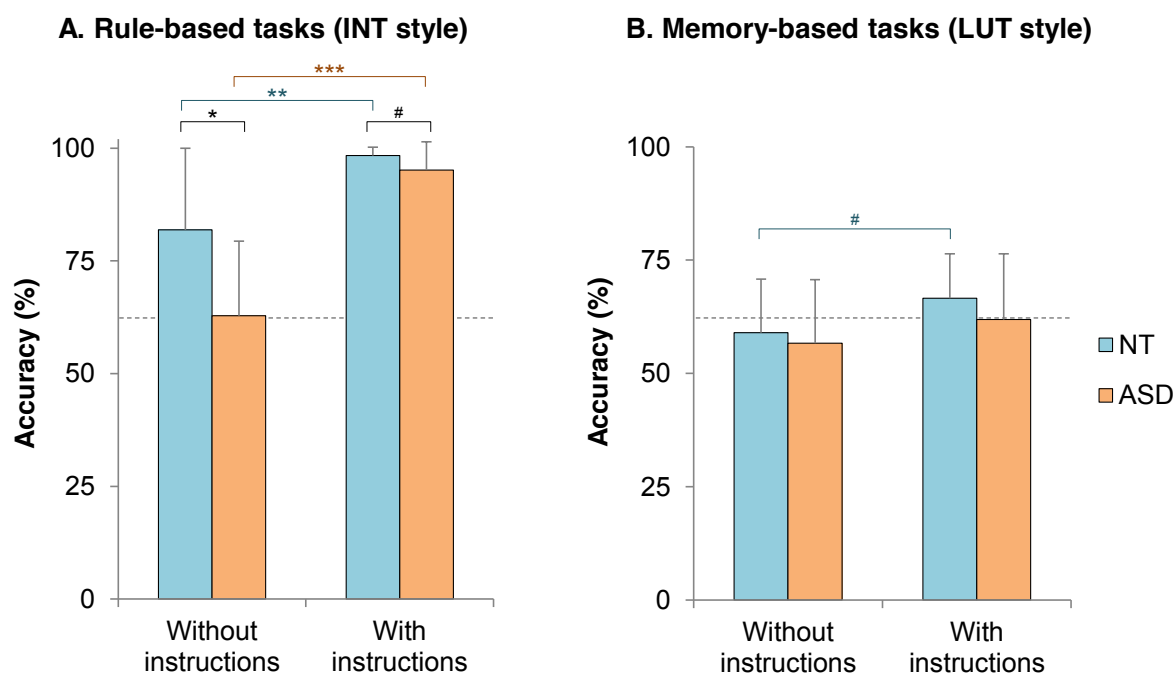 A. Rule-based tasks (INT style)
***
**
*
#
100
75
50
25
0
Accuracy (%)
Without instructions
With instructions
B. Memory-based tasks (LUT style)
#
100
75
50
25
0
Accuracy (%)
Without instructions
With instructions
NT
ASD